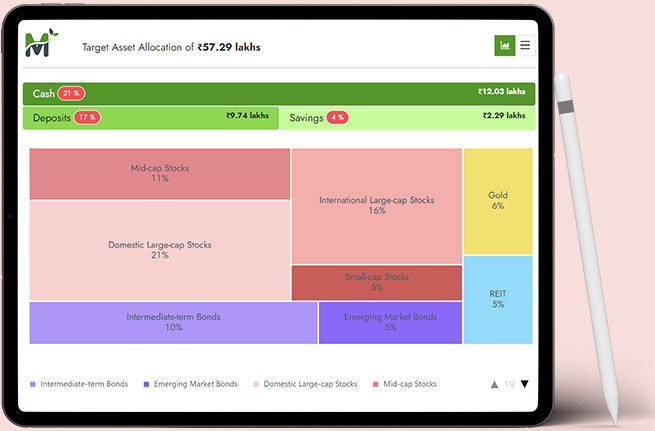 M
Target Asset Allocation of ₹57.29 lakhs
Cash 21 % ₹12.03 lakhs
Deposits 17 % ₹9.74 lakhs
Savings 4 % ₹2.29 lakhs
Mid-cap Stocks
11%
International Large-cap Stocks
16%
Gold
6%
Domestic Large-cap Stocks
21%
Small-cap Stocks
5%
REIT
5%
Intermediate-term Bonds
10%
Emerging Market Bonds
5%
Intermediate-term Bonds Emerging Market Bonds Domestic Large-cap Stocks Mid-cap Stocks 1/2